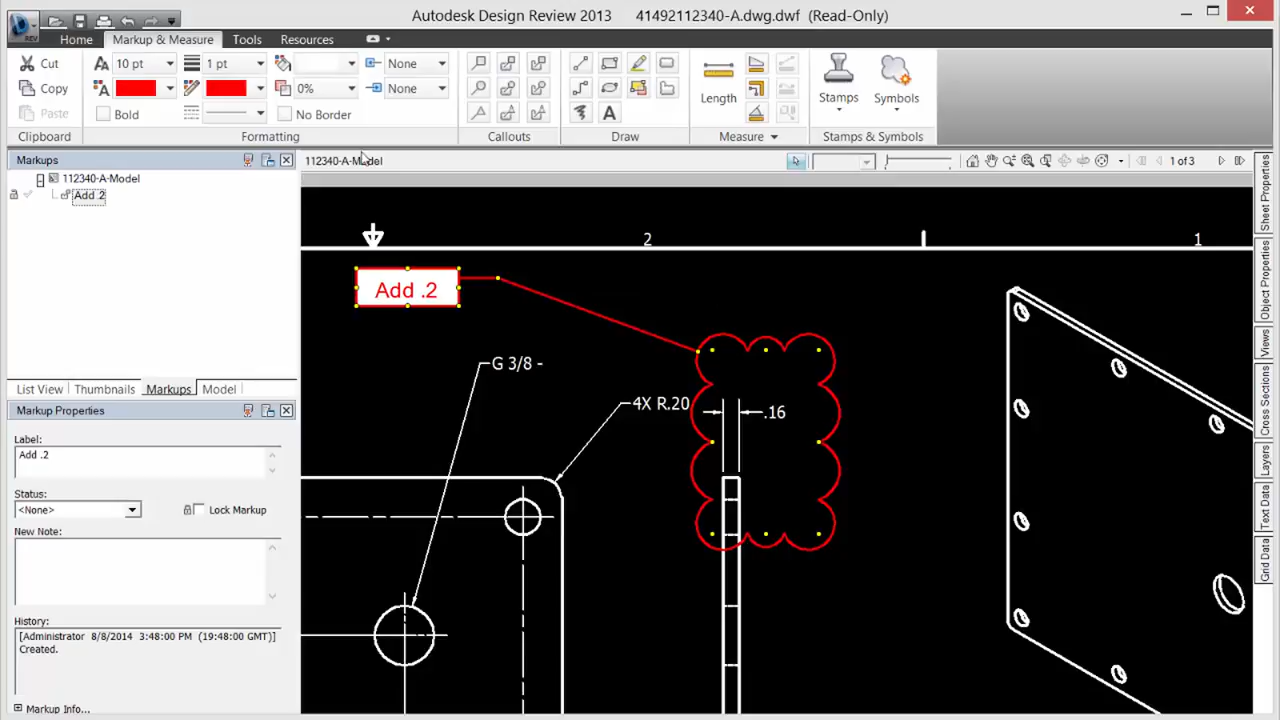 Autodesk Design Review 2013 41492112340-A.dwg.dwf (Read-Only)
REV
Home Markup & Measure Tools Resources
Cut 10 pt 1 pt None
Copy 0% None
Paste Bold No Border
Length Stamps Symbols
Clipboard Formatting Callouts Draw Measure Stamps & Symbols
Markups
112340-A-Model
Add .2
112340-A-Model
1 of 3
2
1
Add .2
G 3/8 -
4X R.20
.16
List View Thumbnails Markups Model
Markup Properties
Label:
Add .2
Status:
<None> Lock Markup
New Note:
History:
[Administrator 8/8/2014 3:48:00 PM (19:48:00 GMT)]
Created.
Markup Info...
Sheet Properties
Object Properties
Views
Cross Sections
Layers
Text Data
Grid Data